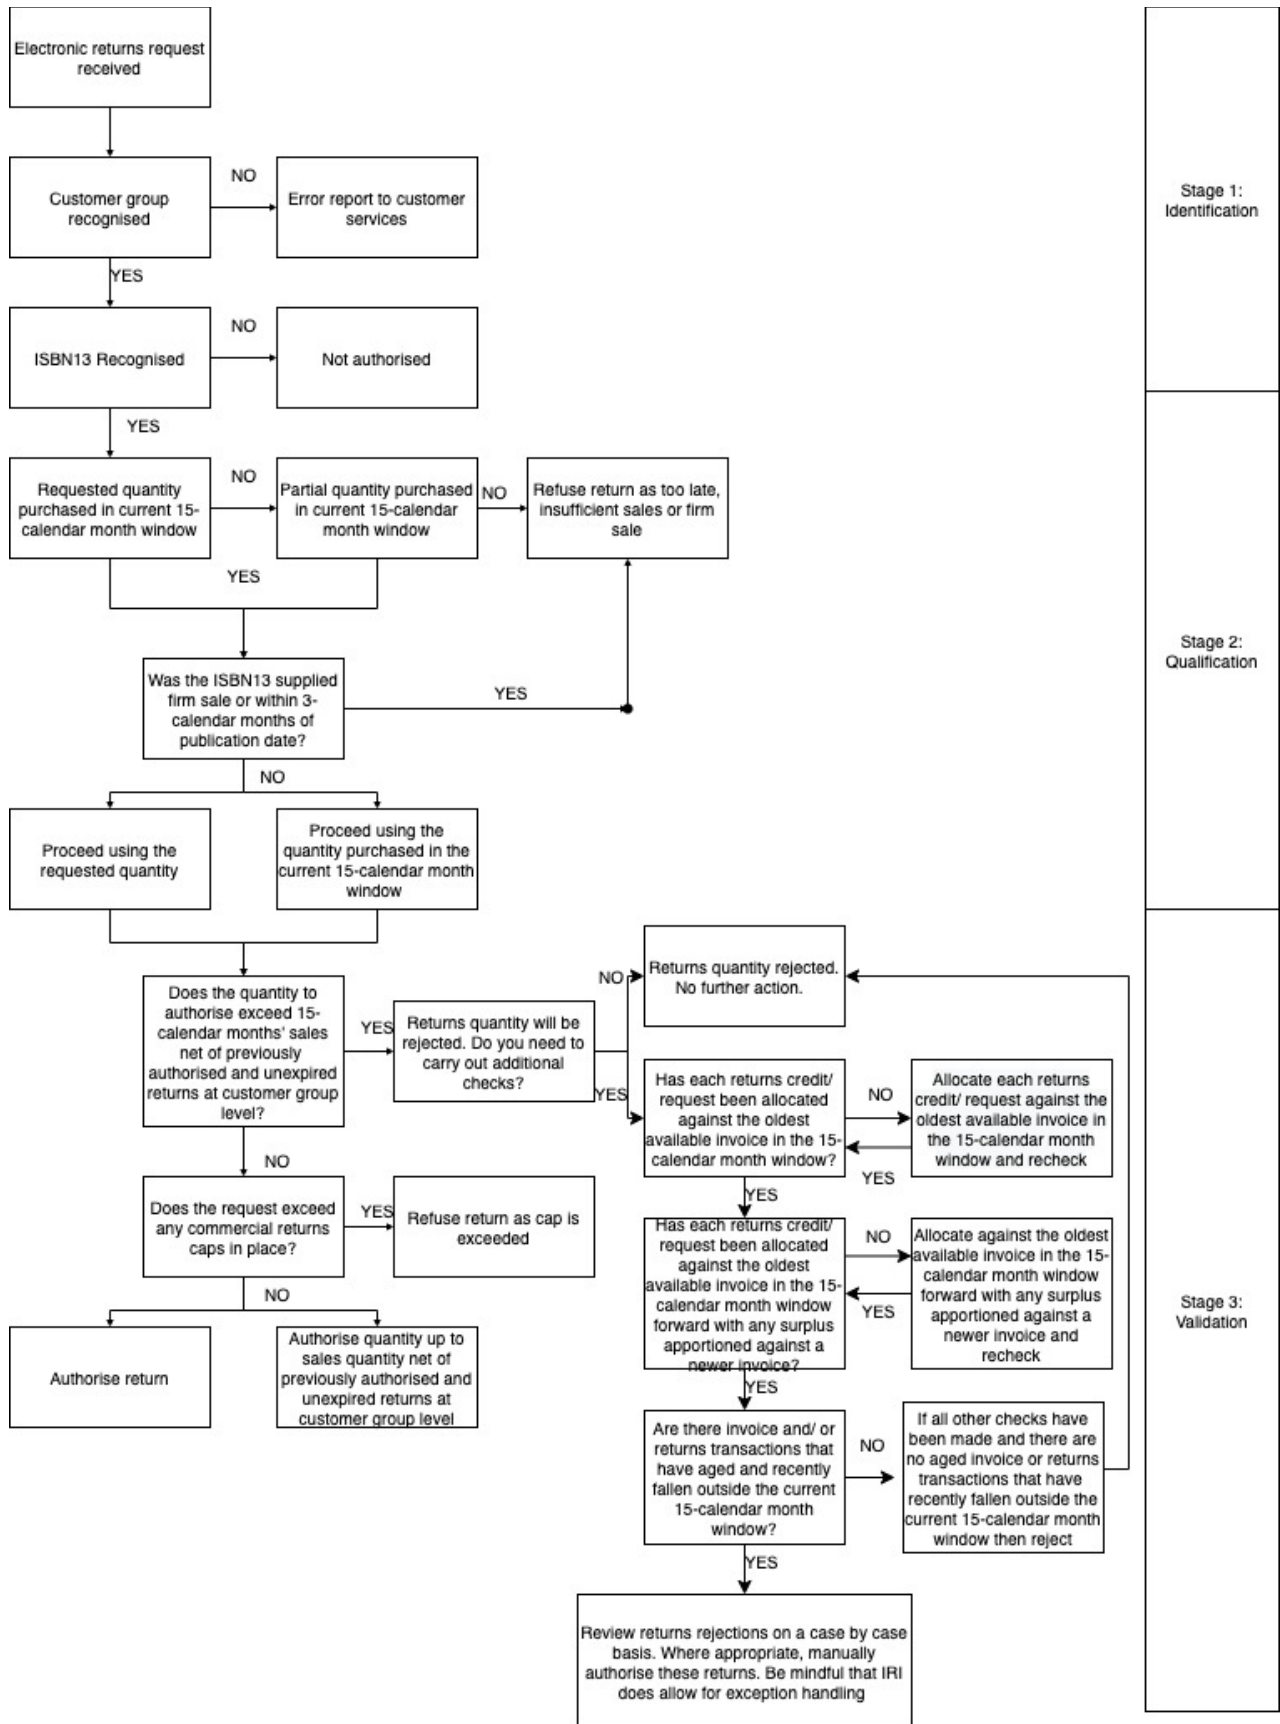 Electronic returns request
received
Customer group
recognised
NO
Error report to customer
services
YES
ISBN13 Recognised
NO
Not authorised
YES
Requested quantity
purchased in current 15-
calendar month window
NO
Partial quantity purchased
in current 15-calendar
month window
NO
Refuse return as too late,
insufficient sales or firm
sale
YES
Was the ISBN13 supplied
firm sale or within 3-
calendar months of
publication date?
YES
NO
Proceed using the
requested quantity
Proceed using the
quantity purchased in the
current 15-calendar month
window
Does the quantity to
authorise exceed 15-
calendar months' sales
net of previously
authorised and unexpired
returns at customer group
level?
YES
Returns quantity will be
rejected. Do you need to
carry out additional
checks?
NO
Returns quantity rejected.
No further action.
YES
Has each returns credit/
request been allocated
against the oldest
available invoice in the 15-
calendar month window?
NO
Allocate each returns
credit/ request against the
oldest available invoice in
the 15-calendar month
window and recheck
YES
NO
Does the request exceed
any commercial returns
caps in place?
YES
Refuse return as cap is
exceeded
NO
Authorise return
Authorise quantity up to
sales quantity net of
previously authorised and
unexpired returns at
customer group level
YES
Has each returns credit/
request been allocated
against the oldest
available invoice in the 15-
calendar month window
forward with any surplus
apportioned against a
newer invoice?
NO
Allocate against the oldest
available invoice in the 15-
calendar month window
forward with any surplus
apportioned against a
newer invoice and
recheck
YES
YES
Are there invoice and/ or
returns transactions that
have aged and recently
fallen outside the current
15-calendar month
window?
NO
If all other checks have
been made and there are
no aged invoice or returns
transactions that have
recently fallen outside the
current 15-calendar month
window then reject
YES
Review returns rejections on a case by case
basis. Where appropriate, manually
authorise these returns. Be mindful that IRI
does allow for exception handling
Stage 1:
Identification
Stage 2:
Qualification
Stage 3:
Validation